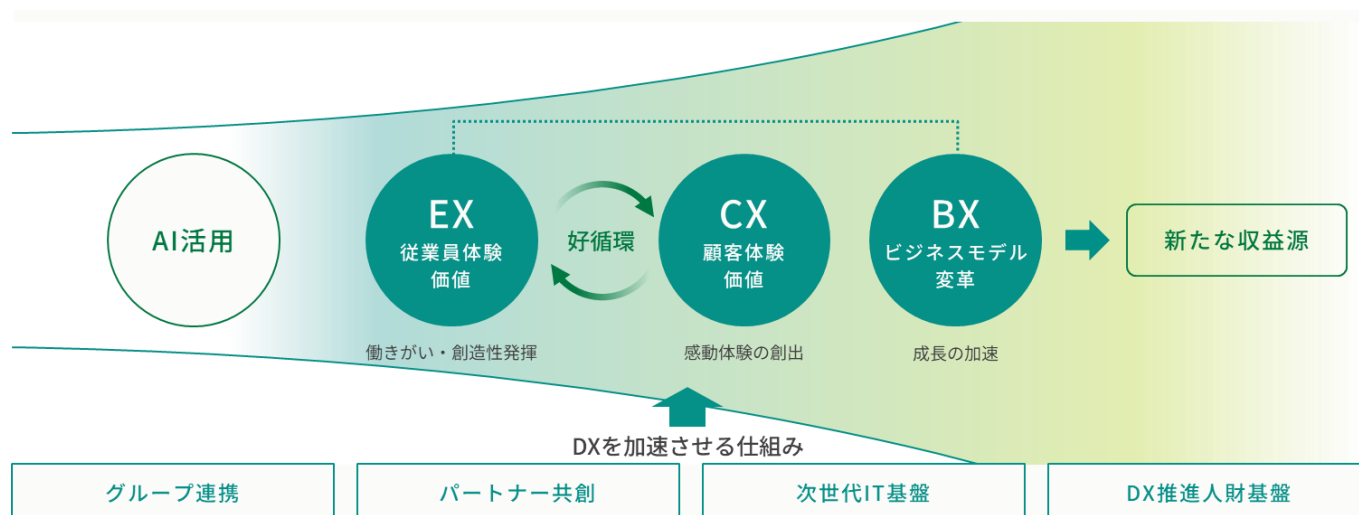 AI活用
EX
従業員体験
価値
好循環
CX
顧客体験
価値
BX
ビジネスモデル
変革
新たな収益源
働きがい・創造性発揮
感動体験の創出
成長の加速
DXを加速させる仕組み
グループ連携
パートナー共創
次世代IT基盤
DX推進人財基盤